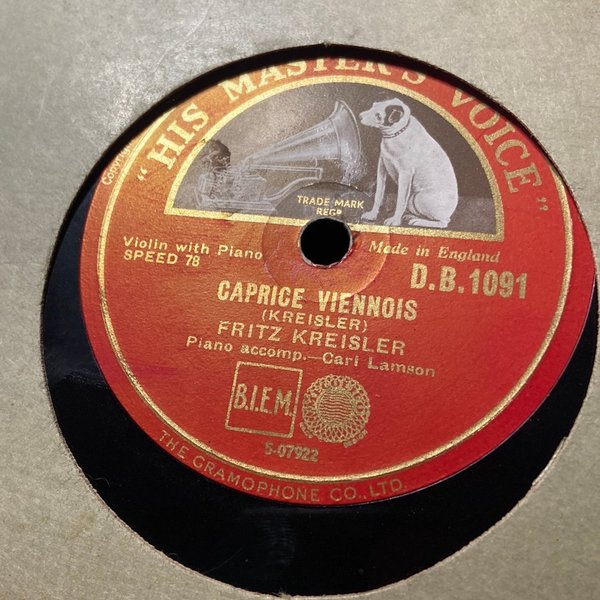 "HIS MASTER'S VOICE"
Copyright
TRADE MARK
REGD
Violin with Piano
SPEED 78
Made in England
D.B.1091
CAPRICE VIENNOIS
(KREISLER)
FRITZ KREISLER
Piano accomp.—Carl Lamson
B.I.E.M.
5-07922
THE GRAMOPHONE CO., LTD.